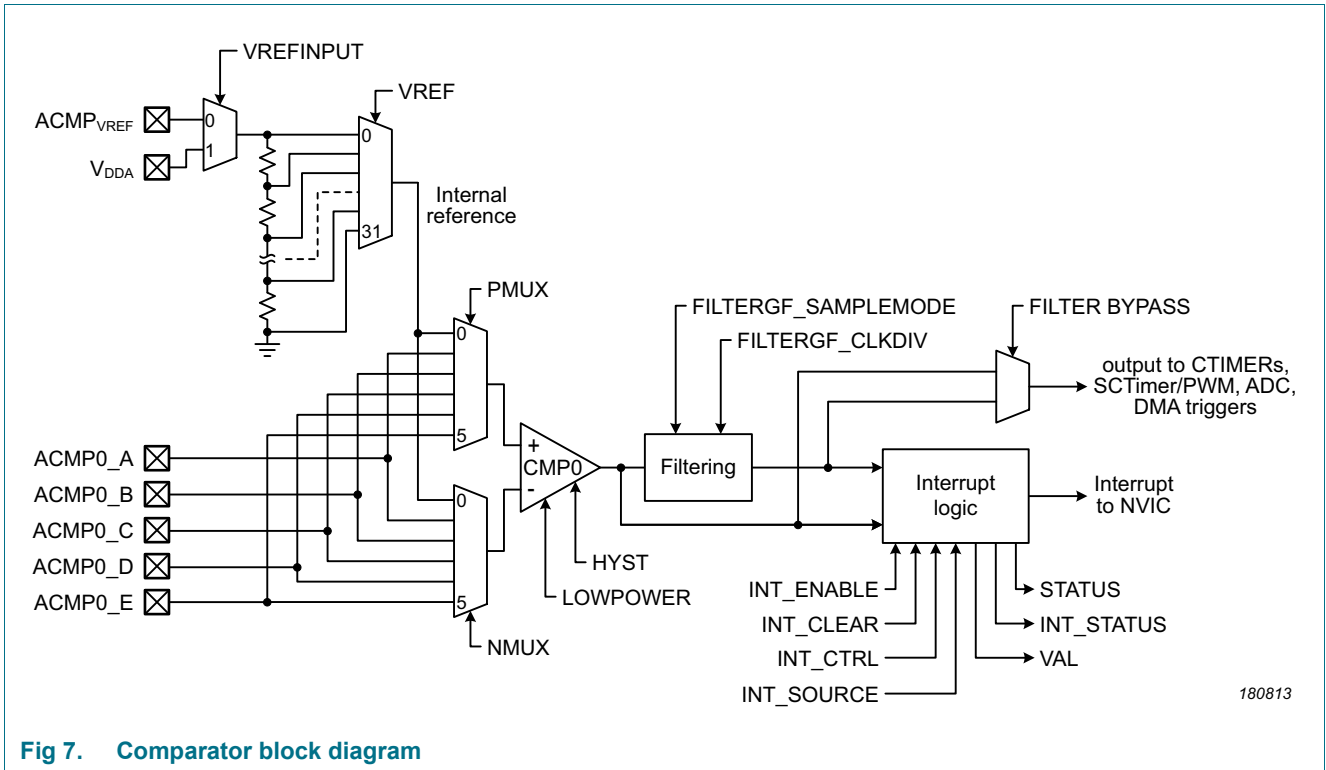 VREFINPUT
VREF
ACMPVREF
0
1
VDDA
0
31
Internal
reference
PMUX
0
5
FILTERGF_SAMPLEMODE
FILTERGF_CLKDIV
FILTER BYPASS
output to CTIMERs,
SCTimer/PWM, ADC,
DMA triggers
ACMP0_A
ACMP0_B
ACMP0_C
ACMP0_D
ACMP0_E
0
5
NMUX
+
CMP0
-
HYST
LOWPOWER
Filtering
Interrupt
logic
Interrupt
to NVIC
INT_ENABLE
INT_CLEAR
INT_CTRL
INT_SOURCE
STATUS
INT_STATUS
VAL
180813
Fig 7. Comparator block diagram